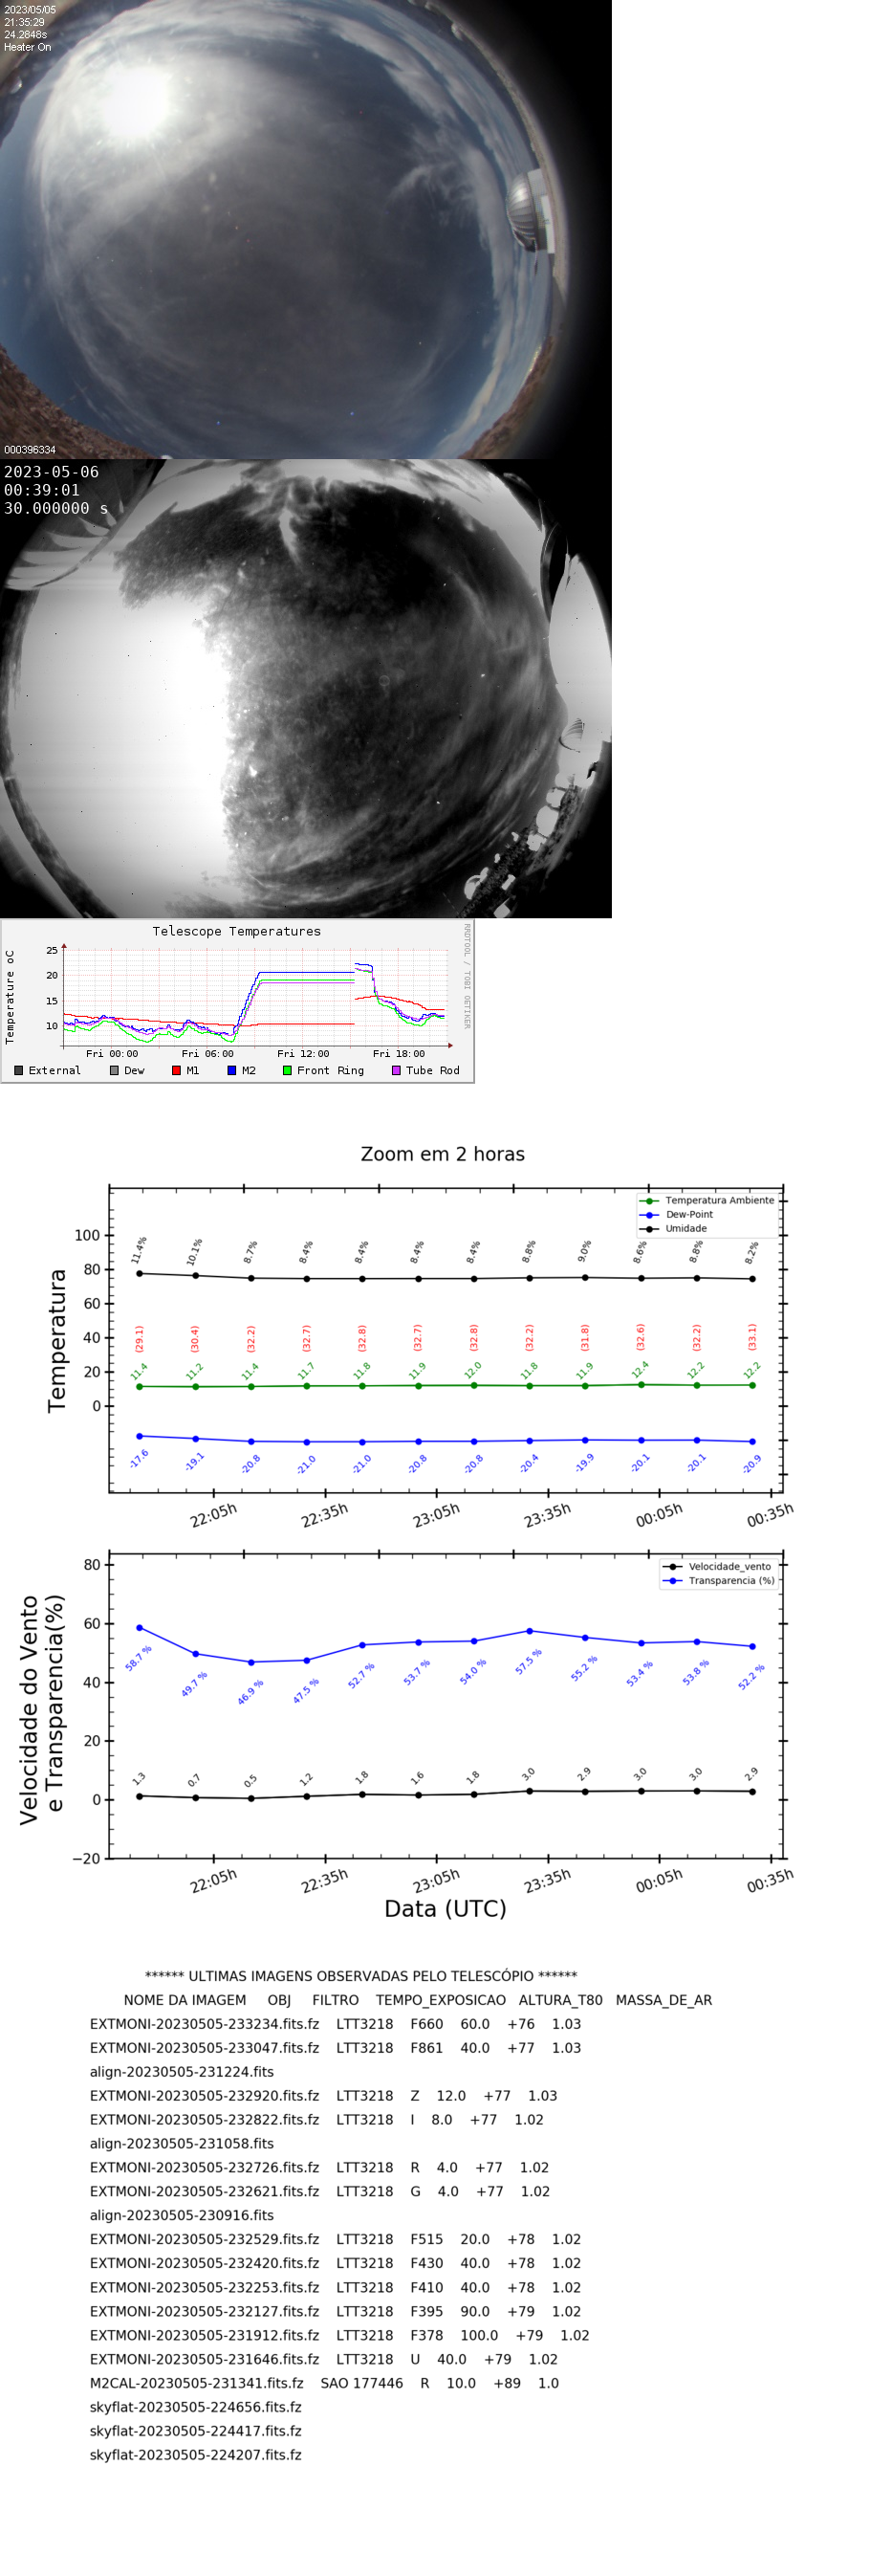 2023/05/05
21:35:29
24.2848s
Heater On
000396334
2023-05-06
00:39:01
30.000000 s
Telescope Temperatures
RRDTOOL / TOBI OETIKER
Temperature oC
25
20
15
10
Fri 00:00 Fri 06:00 Fri 12:00 Fri 18:00
External Dew M1 M2 Front Ring Tube Rod
Zoom em 2 horas
Temperatura Ambiente
Dew-Point
Umidade
Temperatura
100
80
60
40
20
0
11.4% 10.1% 8.7% 8.4% 8.4% 8.4% 8.4% 8.8% 9.0% 8.6% 8.8% 8.2%
(29.1) (30.4) (32.2) (32.7) (32.8) (32.7) (32.8) (32.2) (31.8) (32.6) (32.2) (33.1)
11.4 11.2 11.4 11.7 11.8 11.9 12.0 11.8 11.9 12.4 12.2 12.2
-17.6 -19.1 -20.8 -21.0 -21.0 -20.8 -20.8 -20.4 -19.9 -20.1 -20.1 -20.9
22:05h 22:35h 23:05h 23:35h 00:05h 00:35h
Velocidade_vento
Transparencia (%)
Velocidade do Vento
e Transparencia(%)
80
60
40
20
0
−20
58.7 % 49.7 % 46.9 % 47.5 % 52.7 % 53.7 % 54.0 % 57.5 % 55.2 % 53.4 % 53.8 % 52.2 %
1.3 0.7 0.5 1.2 1.8 1.6 1.8 3.0 2.9 3.0 3.0 2.9
22:05h 22:35h 23:05h 23:35h 00:05h 00:35h
Data (UTC)
****** ULTIMAS IMAGENS OBSERVADAS PELO TELESCÓPIO ******
NOME DA IMAGEM OBJ FILTRO TEMPO_EXPOSICAO ALTURA_T80 MASSA_DE_AR
EXTMONI-20230505-233234.fits.fz LTT3218 F660 60.0 +76 1.03
EXTMONI-20230505-233047.fits.fz LTT3218 F861 40.0 +77 1.03
align-20230505-231224.fits
EXTMONI-20230505-232920.fits.fz LTT3218 Z 12.0 +77 1.03
EXTMONI-20230505-232822.fits.fz LTT3218 I 8.0 +77 1.02
align-20230505-231058.fits
EXTMONI-20230505-232726.fits.fz LTT3218 R 4.0 +77 1.02
EXTMONI-20230505-232621.fits.fz LTT3218 G 4.0 +77 1.02
align-20230505-230916.fits
EXTMONI-20230505-232529.fits.fz LTT3218 F515 20.0 +78 1.02
EXTMONI-20230505-232420.fits.fz LTT3218 F430 40.0 +78 1.02
EXTMONI-20230505-232253.fits.fz LTT3218 F410 40.0 +78 1.02
EXTMONI-20230505-232127.fits.fz LTT3218 F395 90.0 +79 1.02
EXTMONI-20230505-231912.fits.fz LTT3218 F378 100.0 +79 1.02
EXTMONI-20230505-231646.fits.fz LTT3218 U 40.0 +79 1.02
M2CAL-20230505-231341.fits.fz SAO 177446 R 10.0 +89 1.0
skyflat-20230505-224656.fits.fz
skyflat-20230505-224417.fits.fz
skyflat-20230505-224207.fits.fz